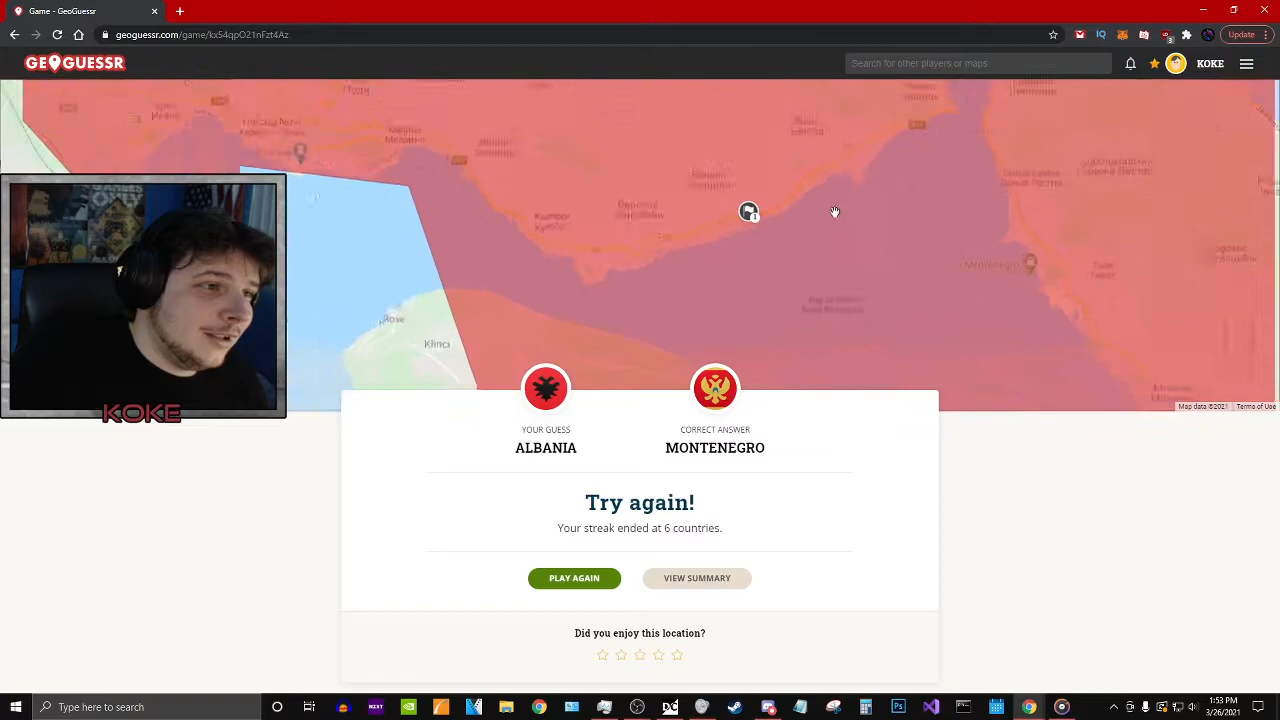 Game - GeoGuessr
geoguessr.com/game/kx54qpO21nFzt4Az
Update
GEOGUESSR
Search for other players or maps
KOKE
Rose
Klinci
Montenegro
Map data ©2021 Terms of Use
KOKE
YOUR GUESS
ALBANIA
CORRECT ANSWER
MONTENEGRO
Try again!
Your streak ended at 6 countries.
PLAY AGAIN
VIEW SUMMARY
Did you enjoy this location?
Type here to search
1:53 PM
3/26/2021